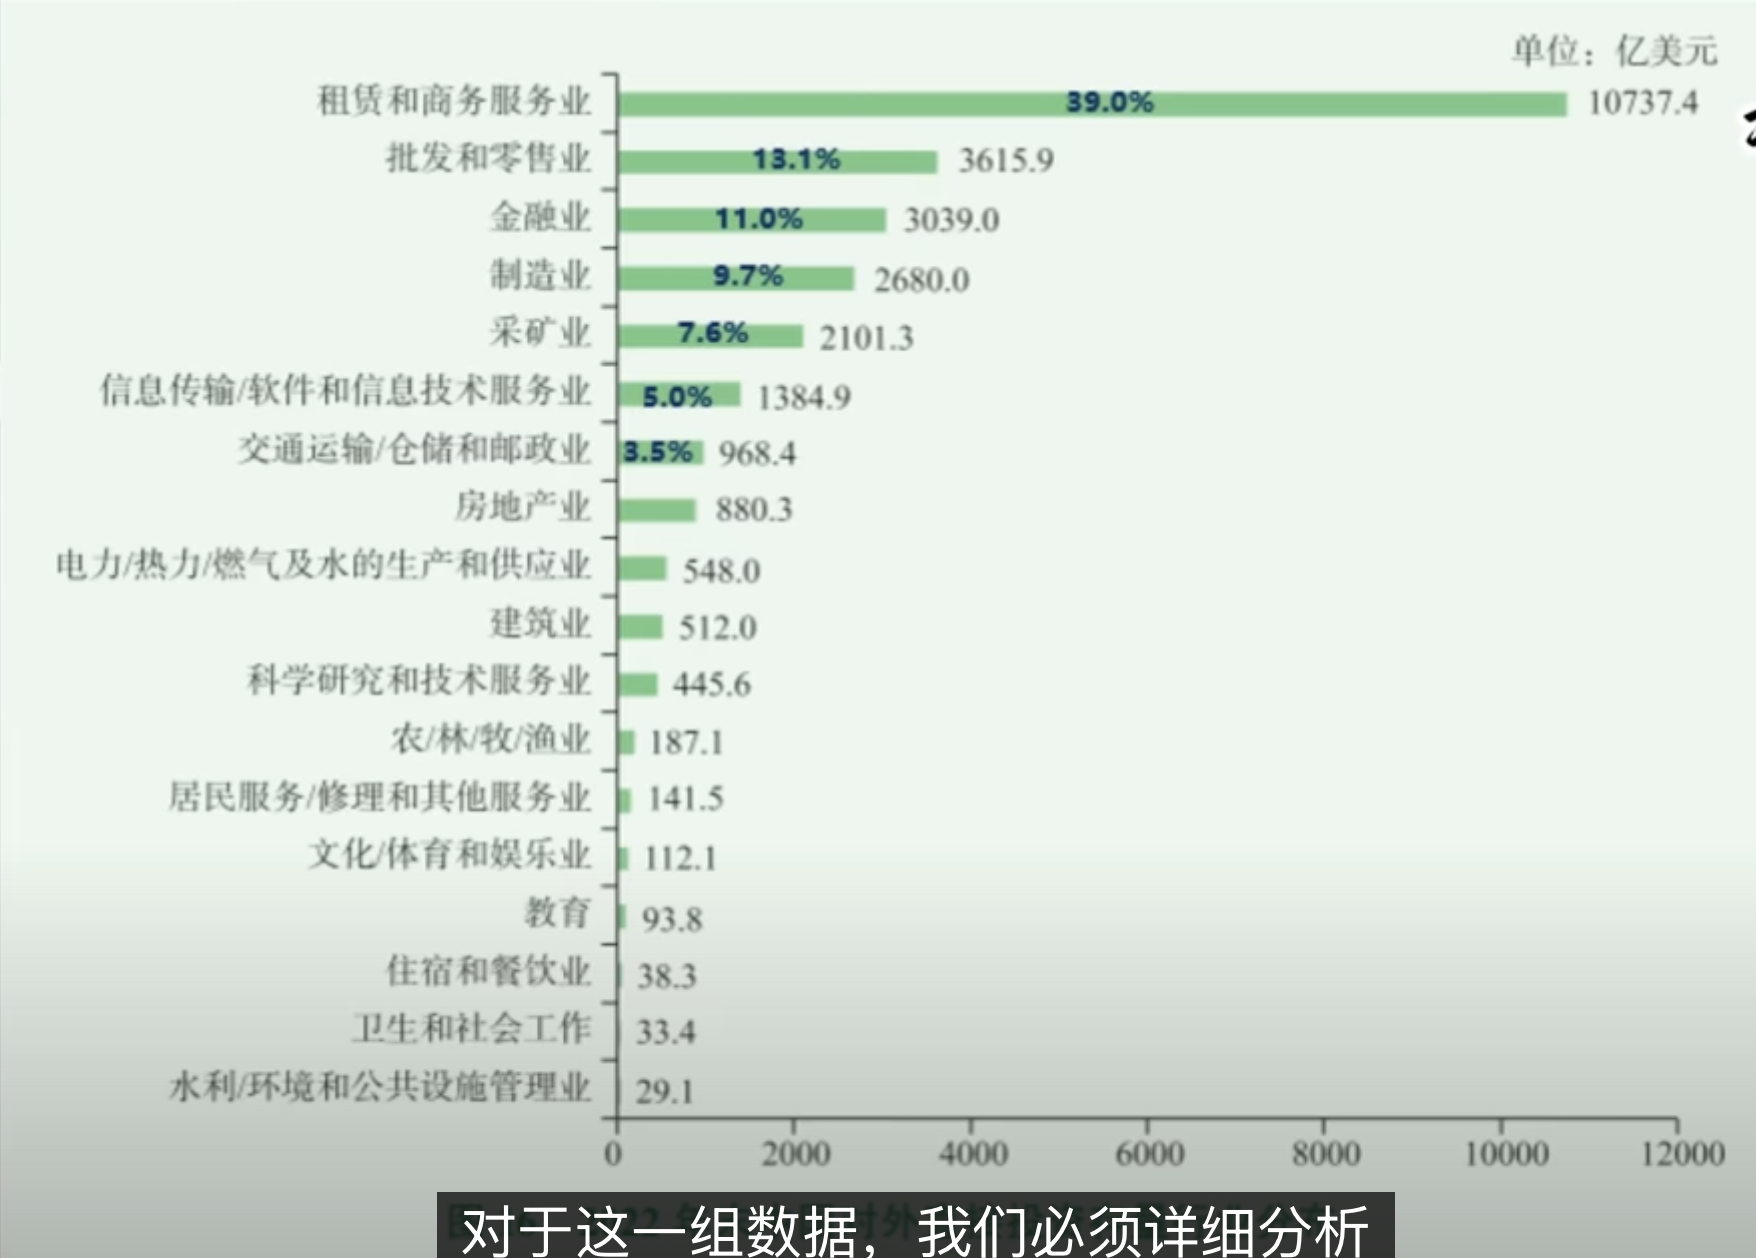 单位：亿美元
租赁和商务服务业 39.0% 10737.4
批发和零售业 13.1% 3615.9
金融业 11.0% 3039.0
制造业 9.7% 2680.0
采矿业 7.6% 2101.3
信息传输/软件和信息技术服务业 5.0% 1384.9
交通运输/仓储和邮政业 3.5% 968.4
房地产业 880.3
电力/热力/燃气及水的生产和供应业 548.0
建筑业 512.0
科学研究和技术服务业 445.6
农/林/牧/渔业 187.1
居民服务/修理和其他服务业 141.5
文化/体育和娱乐业 112.1
教育 93.8
住宿和餐饮业 38.3
卫生和社会工作 33.4
水利/环境和公共设施管理业 29.1
0 2000 4000 6000 8000 10000 12000
对于这一组数据，我们必须详细分析